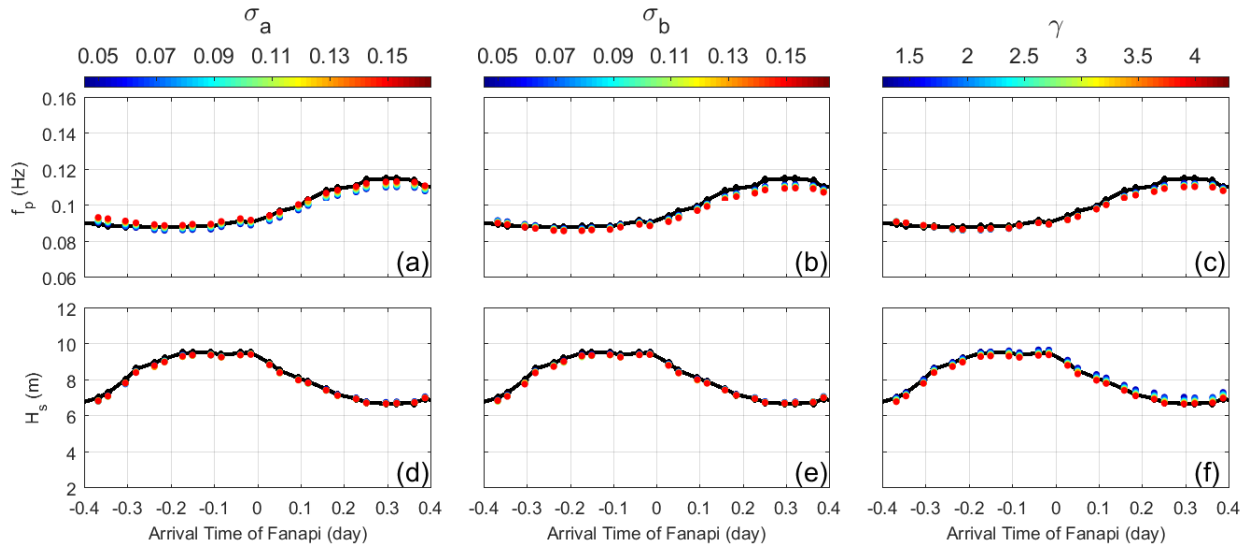 σa σb γ
0.05 0.07 0.09 0.11 0.13 0.15 0.05 0.07 0.09 0.11 0.13 0.15 1.5 2 2.5 3 3.5 4
0.16
0.14
0.12
0.1
0.08
0.06
fp (Hz)
(a) (b) (c)
12
10
8
6
4
2
Hs (m)
(d) (e) (f)
-0.4 -0.3 -0.2 -0.1 0 0.1 0.2 0.3 0.4 -0.4 -0.3 -0.2 -0.1 0 0.1 0.2 0.3 0.4 -0.4 -0.3 -0.2 -0.1 0 0.1 0.2 0.3 0.4
Arrival Time of Fanapi (day) Arrival Time of Fanapi (day) Arrival Time of Fanapi (day)